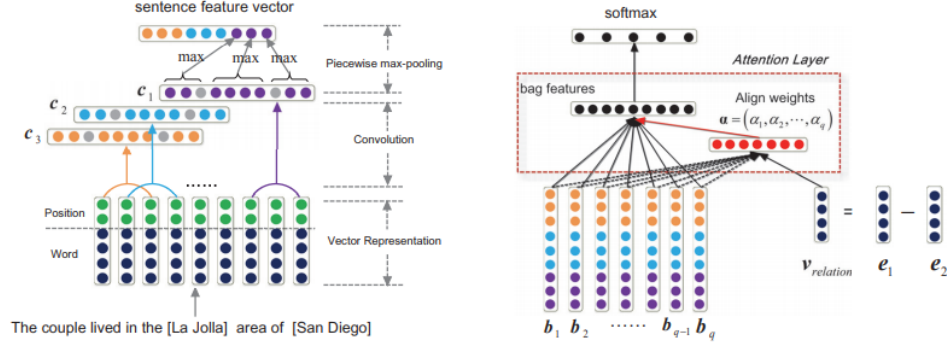 sentence feature vector
max
max
max
Piecewise max-pooling
c1
c2
c3
Convolution
......
Position
Word
Vector Representation
The couple lived in the [La Jolla] area of [San Diego]
softmax
Attention Layer
bag features
Align weights
α = (α1, α2, ⋯, αq)
=
−
vrelation
e1
e2
b1 b2 ...... bq−1 bq